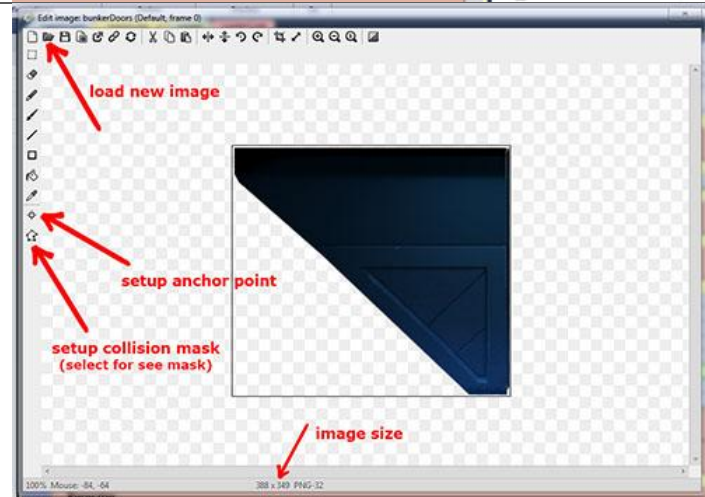 Edit image: bunkerDoors (Default, frame 0)
load new image
setup anchor point
setup collision mask
(select for see mask)
image size
100% Mouse: -84, -64 388 x 349 PNG-32